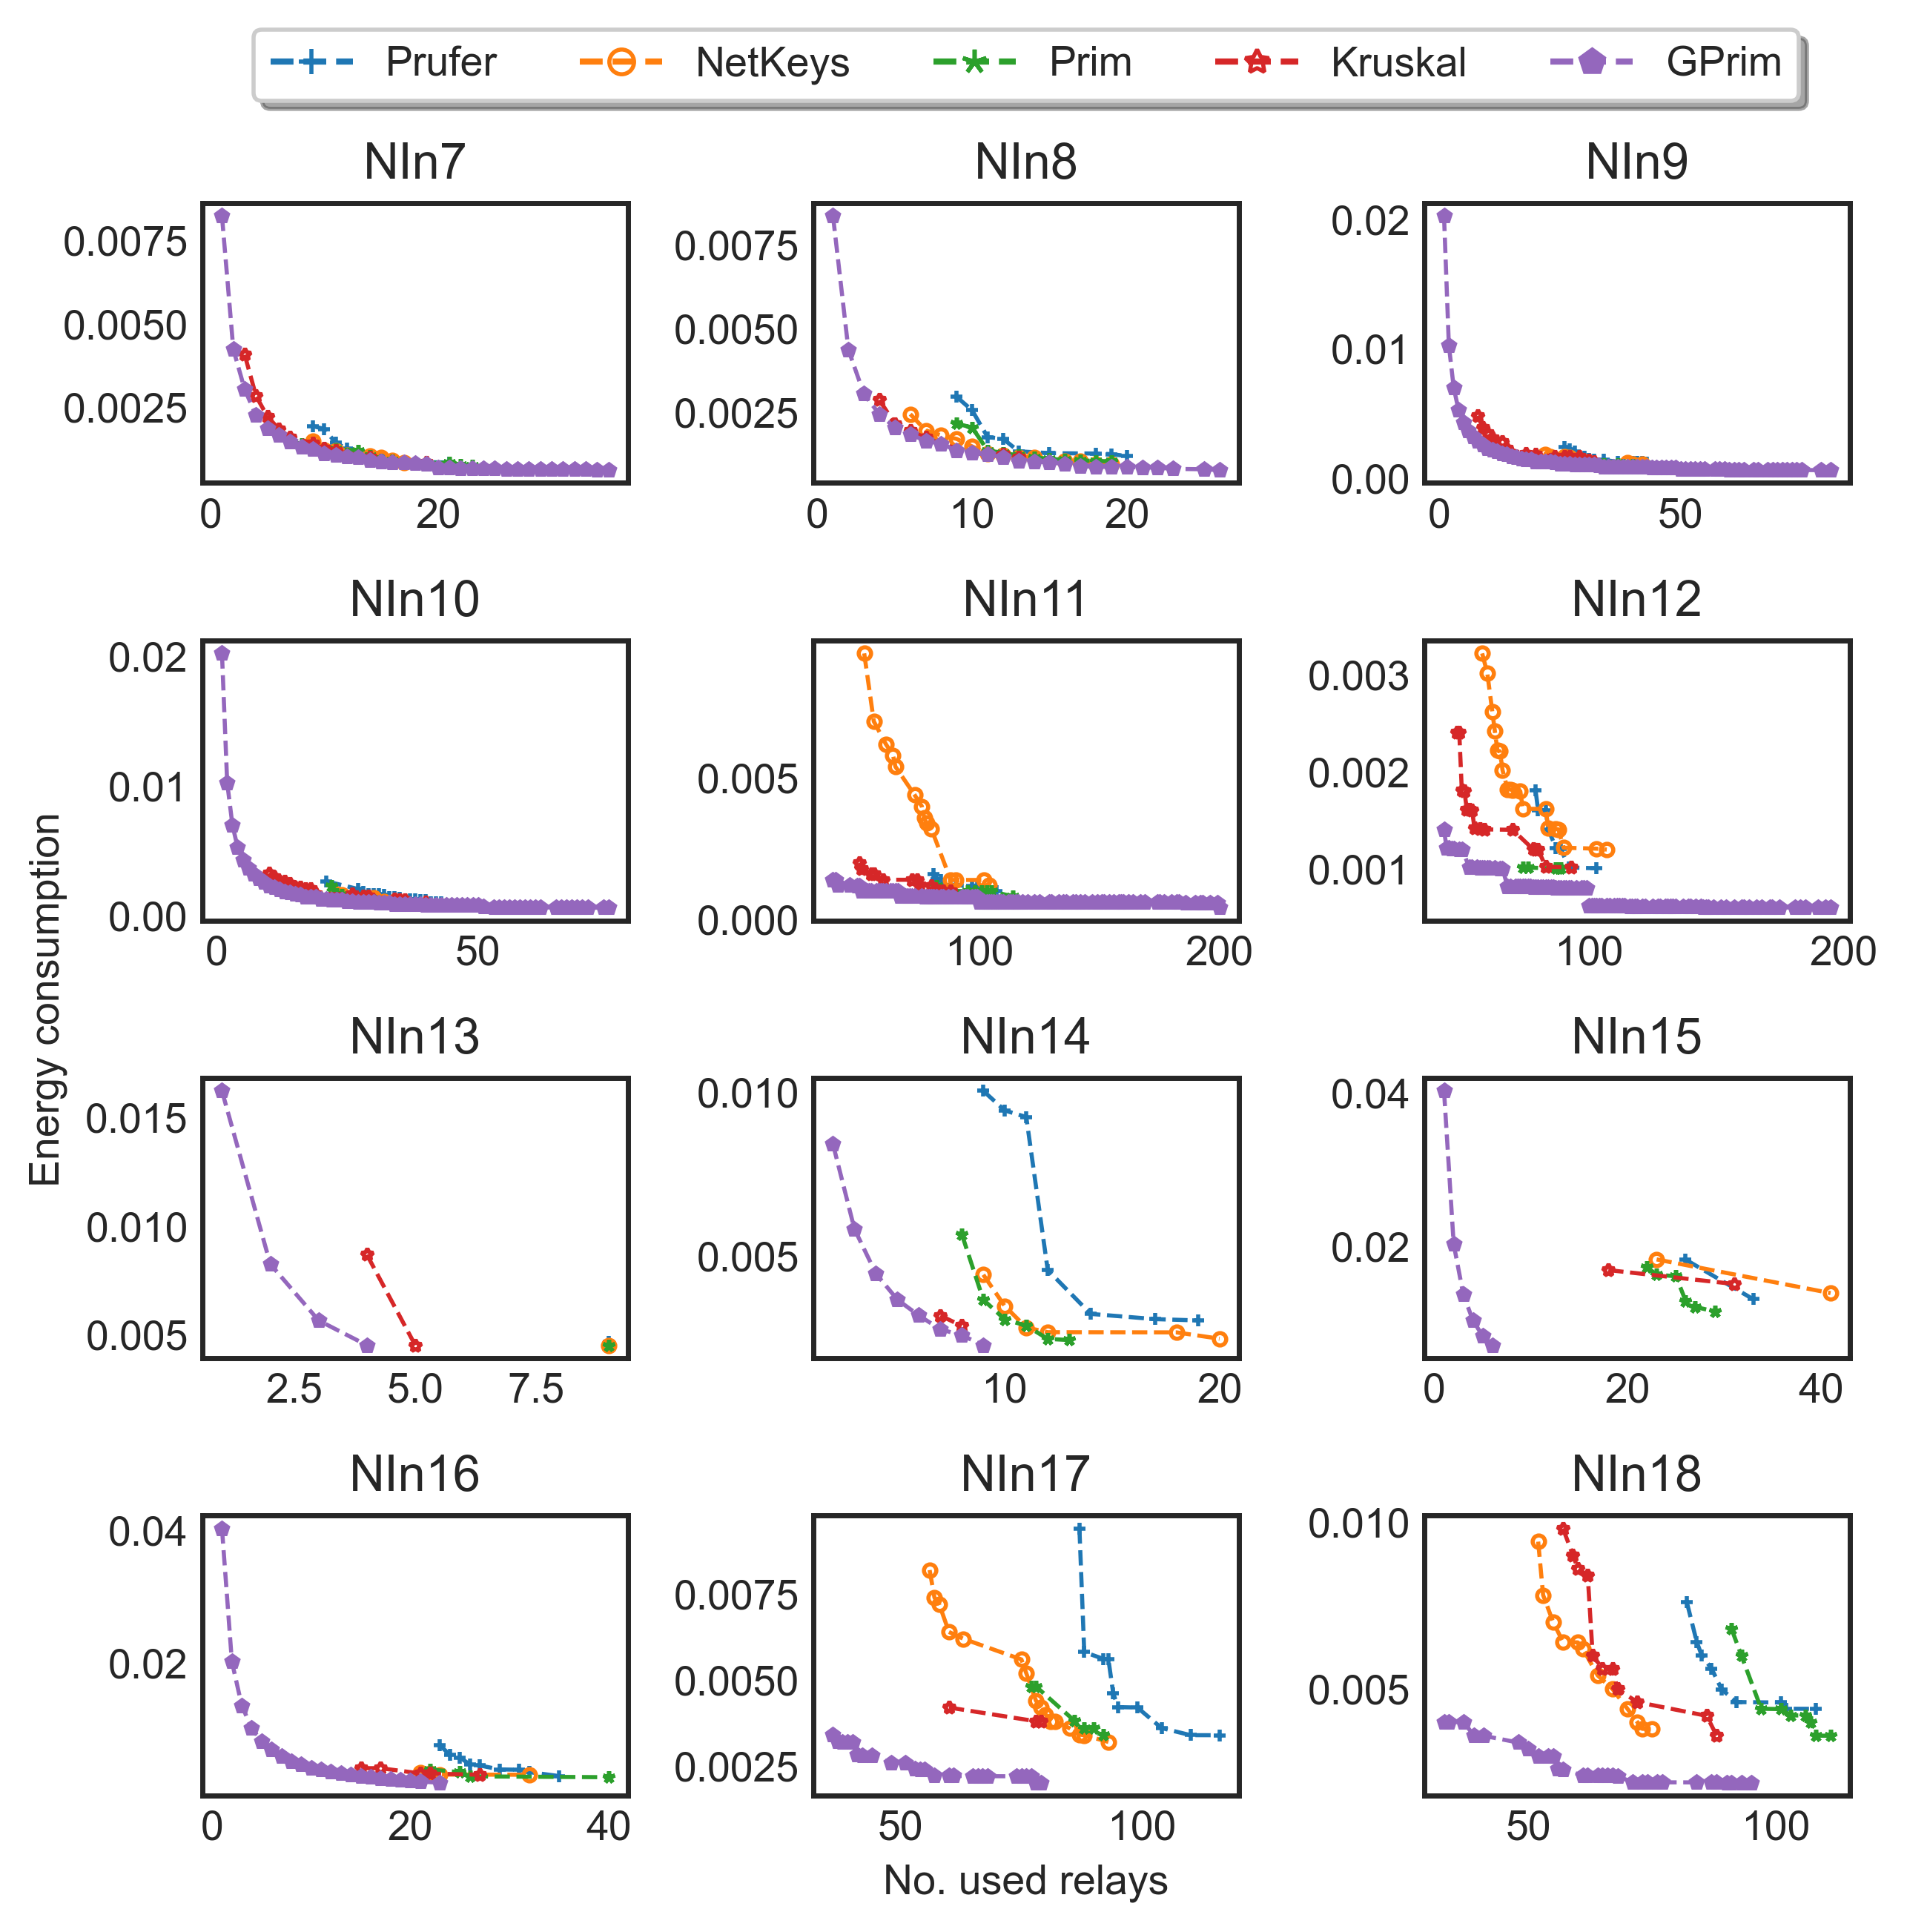 Prufer NetKeys Prim Kruskal GPrim
NIn7 NIn8 NIn9
0.0075 0.0050 0.0025
0 20
0.0075 0.0050 0.0025
0 10 20
0.02 0.01 0.00
0 50
NIn10 NIn11 NIn12
0.02 0.01 0.00
0 50
0.005 0.000
100 200
0.003 0.002 0.001
100 200
Energy consumption
NIn13 NIn14 NIn15
0.015 0.010 0.005
2.5 5.0 7.5
0.010 0.005
10 20
0.04 0.02
0 20 40
NIn16 NIn17 NIn18
0.04 0.02
0 20 40
0.0075 0.0050 0.0025
50 100
0.010 0.005
50 100
No. used relays